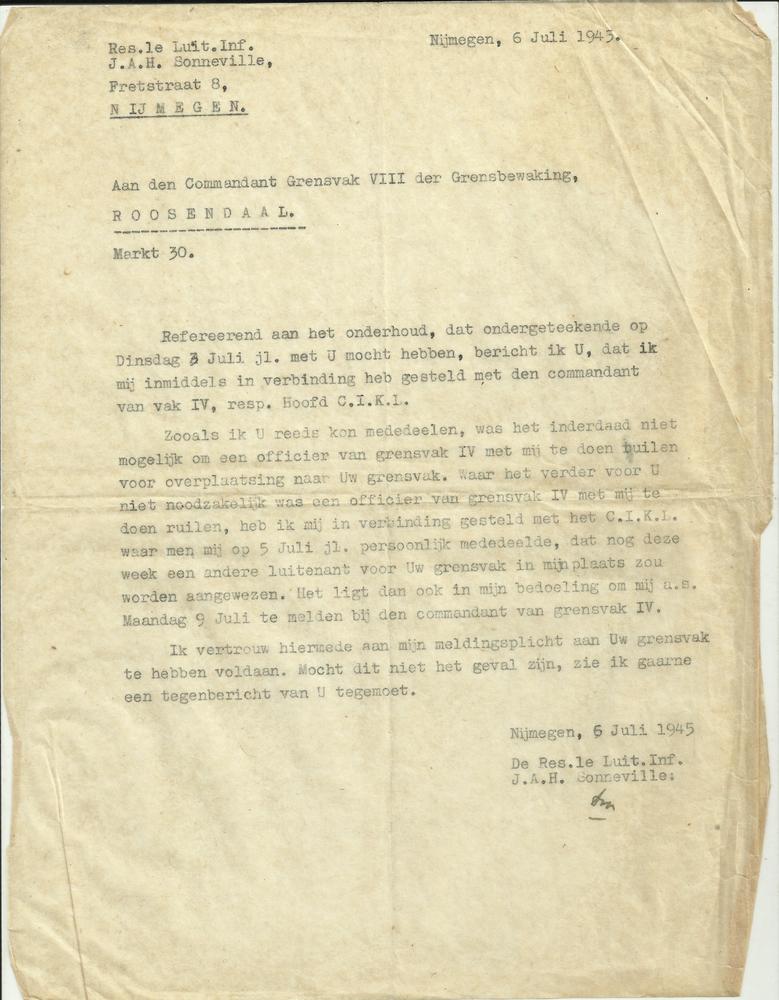 Res.1e Luit.Inf.
J.A.H. Sonneville,
Nijmegen, 6 Juli 1945.
Fretstraat 8,
N IJ M E G E N.
Aan den Commandant Grensvak VIII der Grensbewaking,
R O O S E N D A A L.
Markt 30.
Refereerend aan het onderhoud, dat ondergeteekende op
Dinsdag 3 Juli jl. met U mocht hebben, bericht ik U, dat ik
mij inmiddels in verbinding heb gesteld met den commandant
van vak IV, resp. Hoofd C.I.K.L.
Zooals ik U reeds kon mededeelen, was het inderdaad niet
mogelijk om een officier van grensvak IV met mij te doen ruilen
voor overplaatsing naar Uw grensvak. Waar het verder voor U
niet noodzakelijk was een officier van grensvak IV met mij te
doen ruilen, heb ik mij in verbinding gesteld met het C.I.K.L.
waar men mij op 5 Juli jl. persoonlijk mededeelde, dat nog deze
week een andere luitenant voor Uw grensvak in mijnplaats zou
worden aangewezen. Het ligt dan ook in mijn bedoeling om mij a.s.
Maandag 9 Juli te melden bij den commandant van grensvak IV.
Ik vertrouw hiermede aan mijn meldingsplicht aan Uw grensvak
te hebben voldaan. Mocht dit niet het geval zijn, zie ik gaarne
een tegenbericht van U tegemoet.
Nijmegen, 6 Juli 1945
De Res.1e Luit.Inf.
J.A.H. Sonneville: